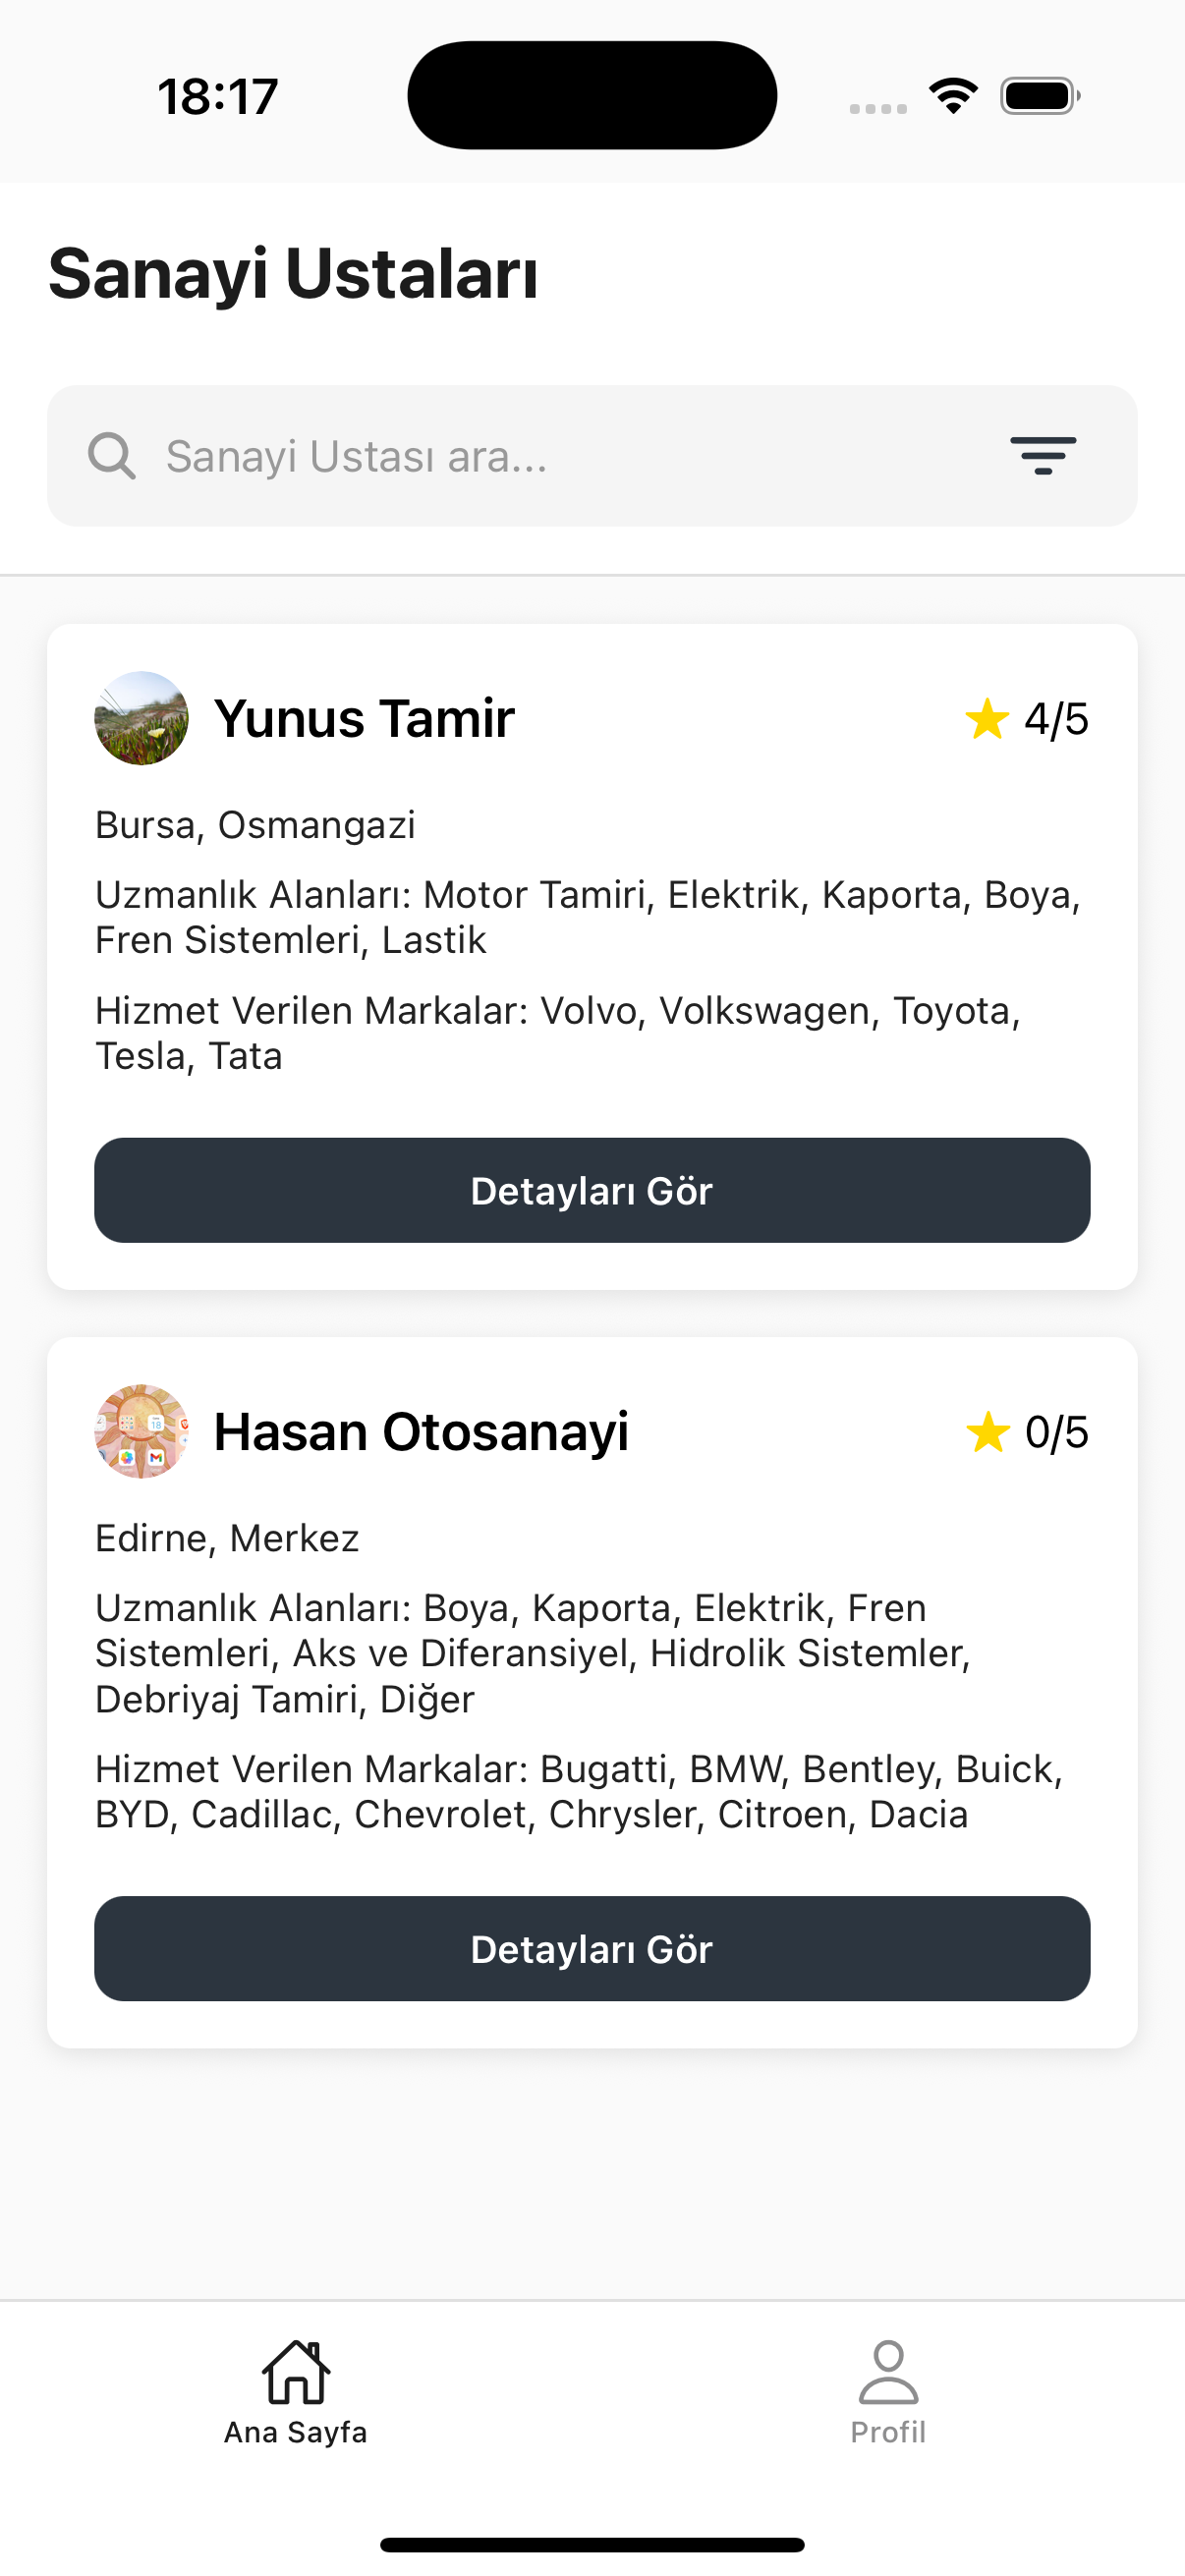 18:17
Sanayi Ustaları
Sanayi Ustası ara...
Yunus Tamir
4/5
Bursa, Osmangazi
Uzmanlık Alanları: Motor Tamiri, Elektrik, Kaporta, Boya,
Fren Sistemleri, Lastik
Hizmet Verilen Markalar: Volvo, Volkswagen, Toyota,
Tesla, Tata
Detayları Gör
Hasan Otosanayi
0/5
Edirne, Merkez
Uzmanlık Alanları: Boya, Kaporta, Elektrik, Fren
Sistemleri, Aks ve Diferansiyel, Hidrolik Sistemler,
Debriyaj Tamiri, Diğer
Hizmet Verilen Markalar: Bugatti, BMW, Bentley, Buick,
BYD, Cadillac, Chevrolet, Chrysler, Citroen, Dacia
Detayları Gör
Ana Sayfa
Profil